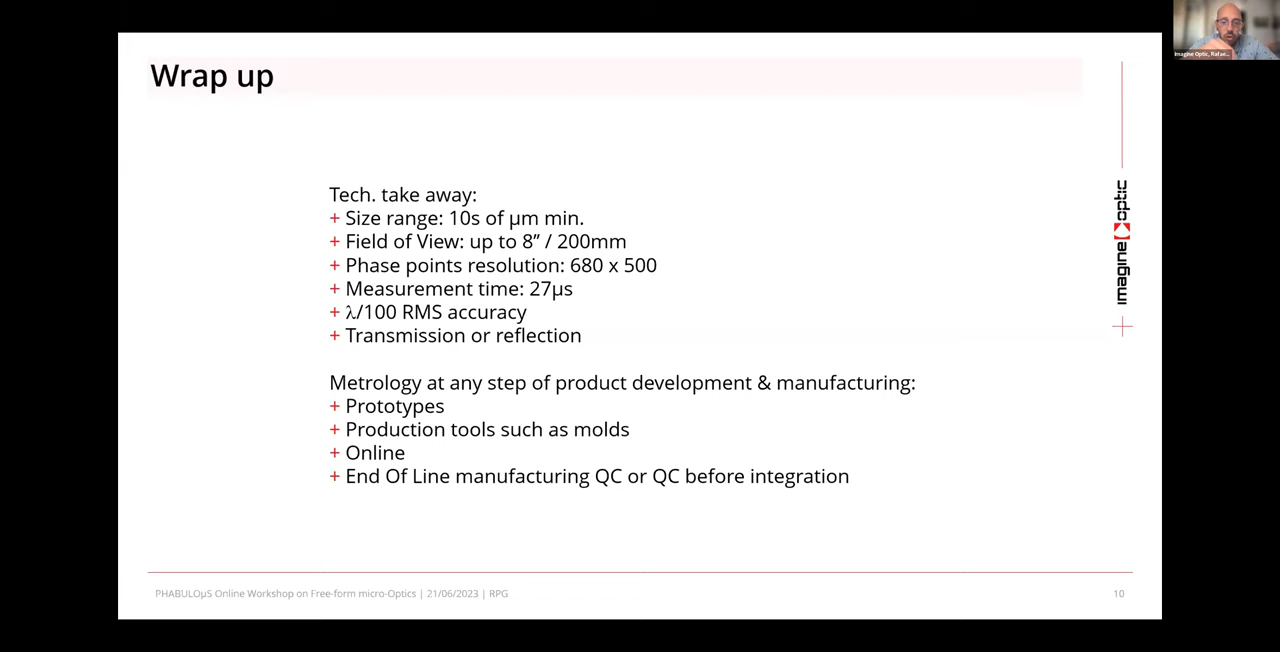 Wrap up
Tech. take away:
+ Size range: 10s of µm min.
+ Field of View: up to 8” / 200mm
+ Phase points resolution: 680 x 500
+ Measurement time: 27µs
+ λ/100 RMS accuracy
+ Transmission or reflection
Metrology at any step of product development & manufacturing:
+ Prototypes
+ Production tools such as molds
+ Online
+ End Of Line manufacturing QC or QC before integration
imagine optic
PHABULOµS Online Workshop on Free-form micro-Optics | 21/06/2023 | RPG
10
Imagine Optic, Rafae...